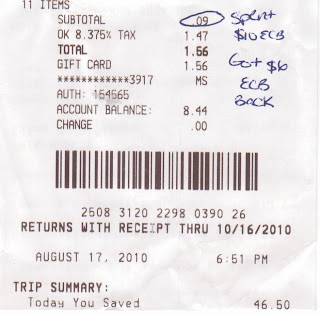 11 ITEMS
SUBTOTAL .09
OK 8.375% TAX 1.47
TOTAL 1.56
GIFT CARD 1.56
************3917 MS
AUTH: 154565
ACCOUNT BALANCE: 8.44
CHANGE .00
Spent
$10 ECB
Got $6
ECB
BACK
2508 3120 2298 0390 26
RETURNS WITH RECEIPT THRU 10/16/2010
AUGUST 17, 2010 6:51 PM
TRIP SUMMARY:
Today You Saved 46.50